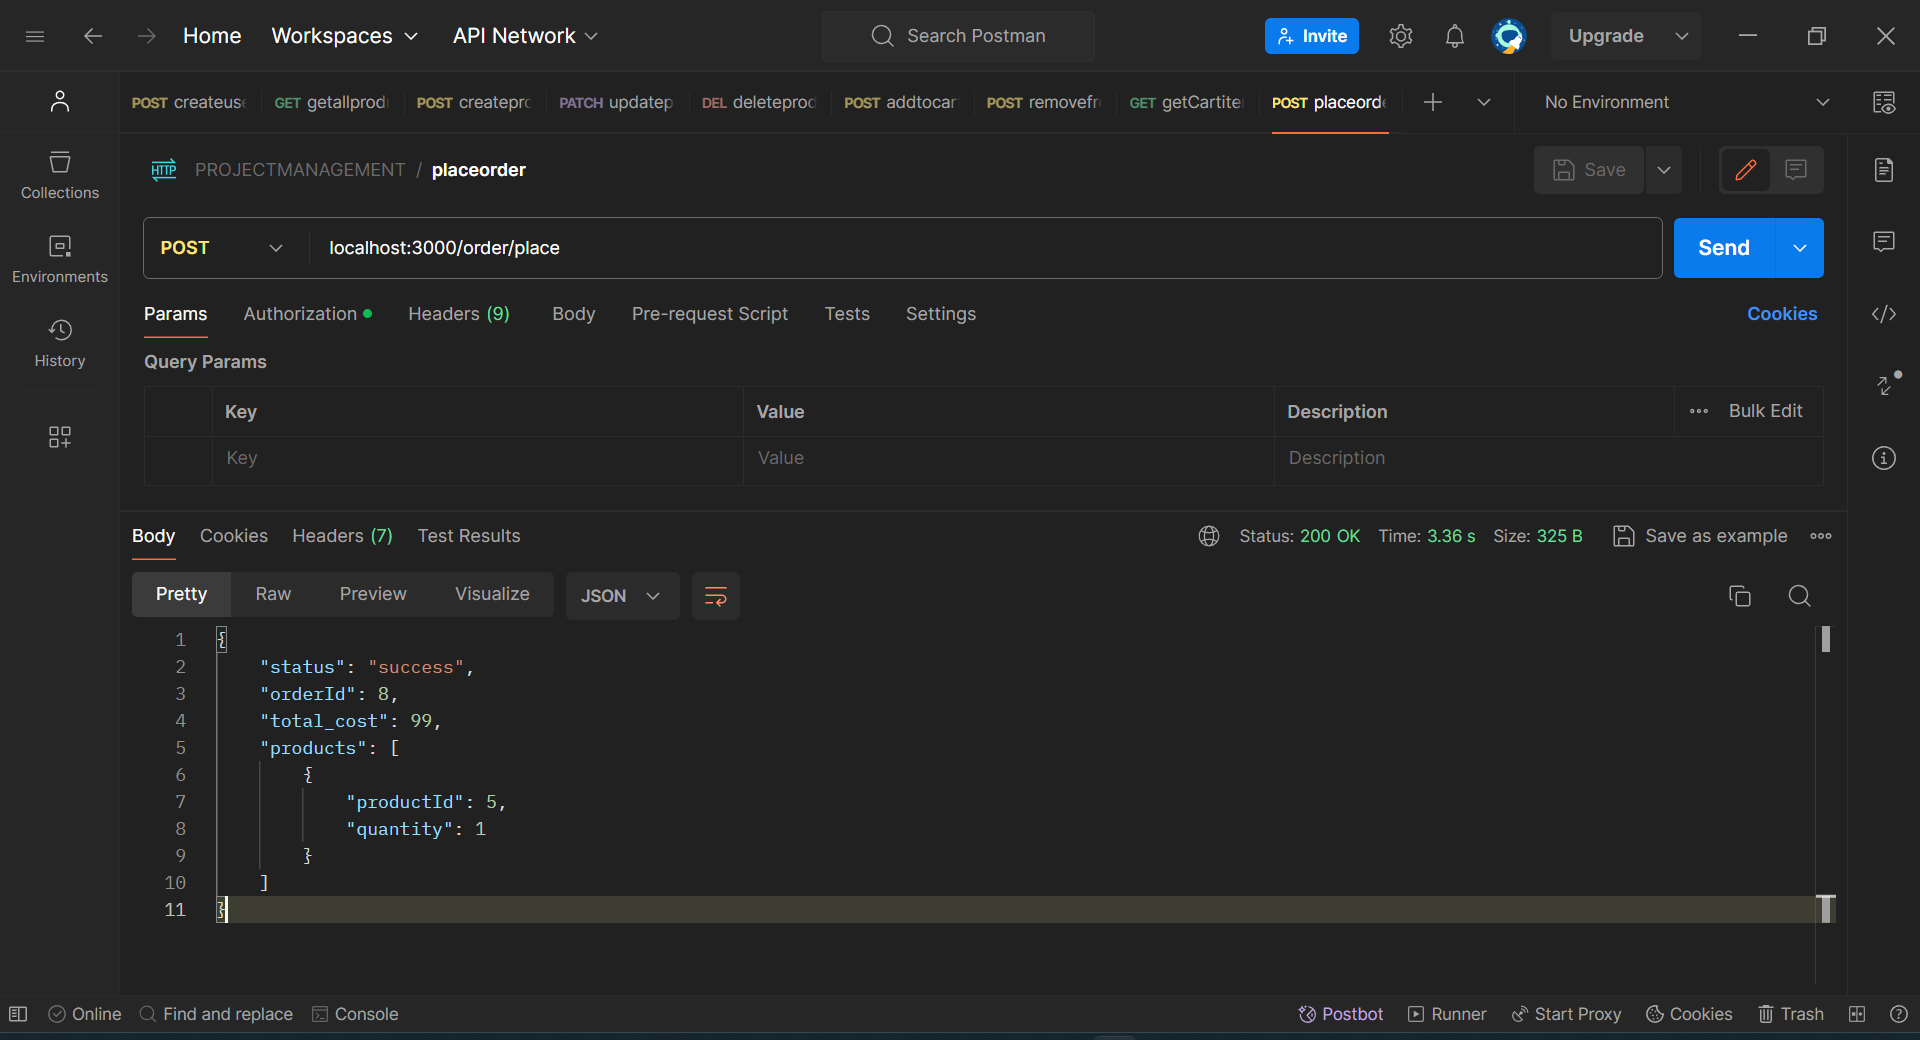 Home Workspaces API Network Search Postman Invite Upgrade
POST createuse GET getallprod POST createpro PATCH updatep DEL deleteprod POST addtocar POST removefr GET getCartite POST placeorde No Environment
HTTP PROJECTMANAGEMENT / placeorder Save
Collections
POST localhost:3000/order/place Send
Environments
Params Authorization Headers (9) Body Pre-request Script Tests Settings Cookies
History
Query Params
Key Value Description Bulk Edit
Key Value Description
Body Cookies Headers (7) Test Results Status: 200 OK Time: 3.36 s Size: 325 B Save as example
Pretty Raw Preview Visualize JSON
1 {
2 "status": "success",
3 "orderId": 8,
4 "total_cost": 99,
5 "products": [
6 {
7 "productId": 5,
8 "quantity": 1
9 }
10 ]
11 }
Online Find and replace Console Postbot Runner Start Proxy Cookies Trash